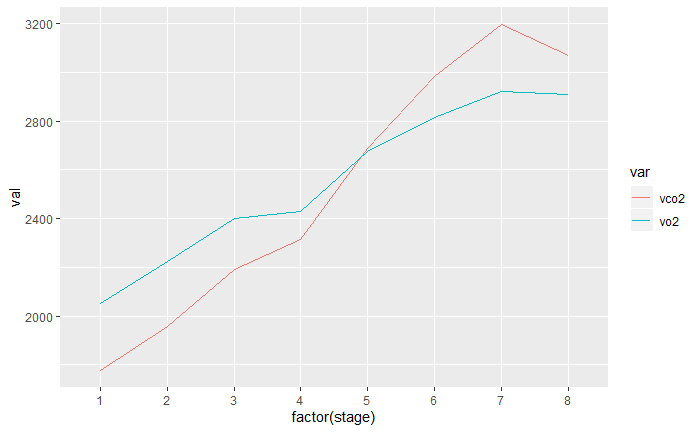 3200
2800
2400
2000
val
1 2 3 4 5 6 7 8
factor(stage)
var
vco2
vo2